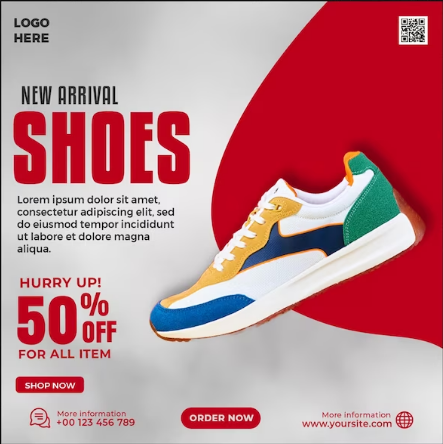 LOGO
HERE
NEW ARRIVAL
SHOES
Lorem ipsum dolor sit amet,
consectetur adipiscing elit, sed
do eiusmod tempor incididunt
ut labore et dolore magna
aliqua.
HURRY UP!
50% OFF
FOR ALL ITEM
SHOP NOW
More information
+00 123 456 789
ORDER NOW
More information
www.yoursite.com